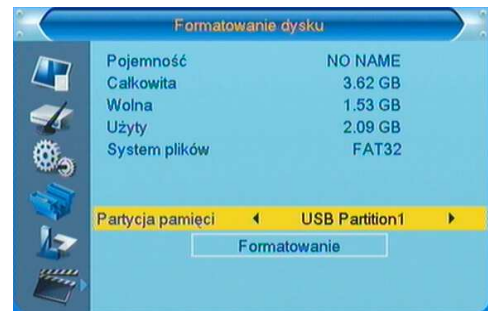 Formatowanie dysku
Pojemność NO NAME
Całkowita 3.62 GB
Wolna 1.53 GB
Użyty 2.09 GB
System plików FAT32
Partycja pamięci USB Partition1
Formatowanie